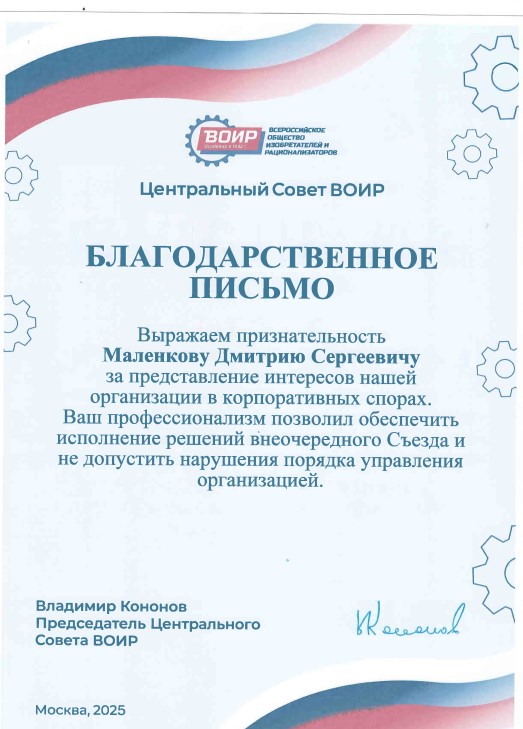 ВОИР
ВСЕРОССИЙСКОЕ
ОБЩЕСТВО
ИЗОБРЕТАТЕЛЕЙ И
РАЦИОНАЛИЗАТОРОВ
Центральный Совет ВОИР
БЛАГОДАРСТВЕННОЕ
ПИСЬМО
Выражаем признательность
Маленкову Дмитрию Сергеевичу
за представление интересов нашей
организации в корпоративных спорах.
Ваш профессионализм позволил обеспечить
исполнение решений внеочередного Съезда и
не допустить нарушения порядка управления
организацией.
Владимир Кононов
Председатель Центрального
Совета ВОИР
Москва, 2025